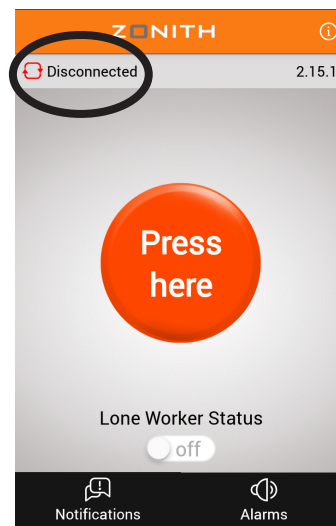 ZONITH
Disconnected 2.15.1
Press
here
Lone Worker Status
off
Notifications Alarms